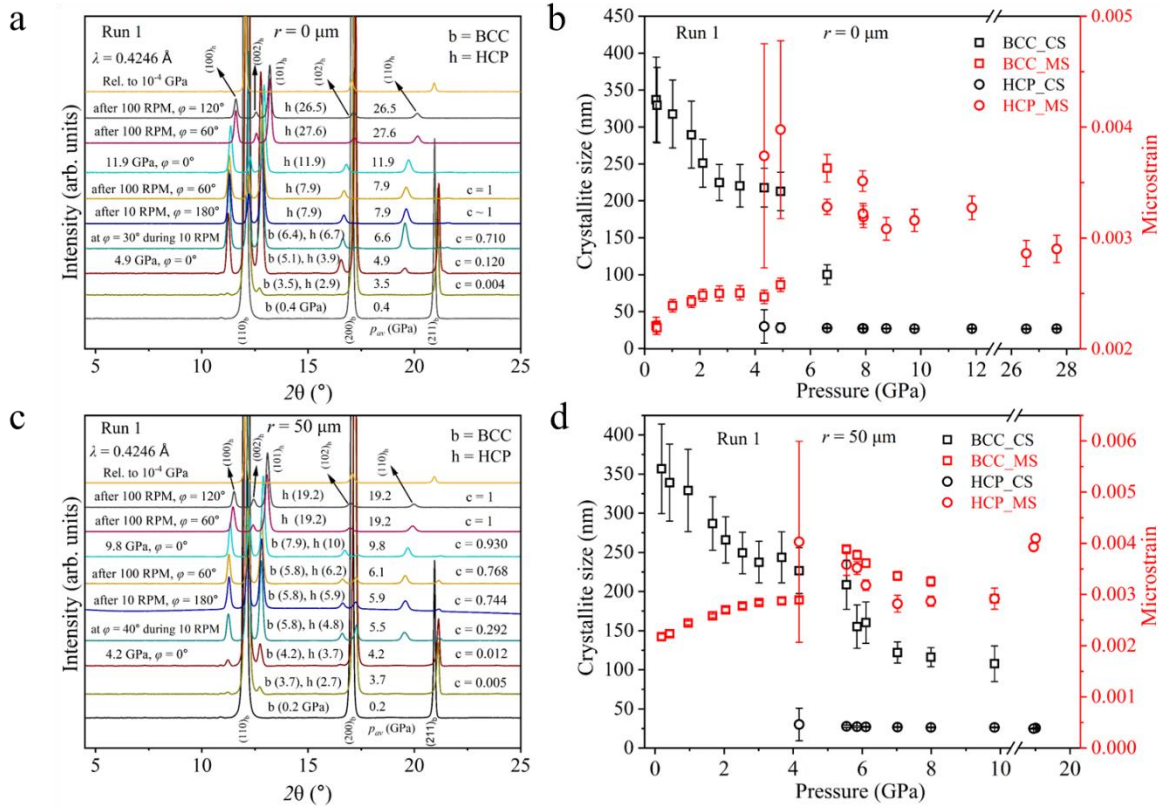 a
Run 1
r = 0 μm
b = BCC
h = HCP
λ = 0.4246 Å
(100)h
(002)h
(101)h
(102)h
(110)h
Rel. to 10⁻⁴ GPa
after 100 RPM, φ = 120° h (26.5) 26.5
after 100 RPM, φ = 60° h (27.6) 27.6
11.9 GPa, φ = 0° h (11.9) 11.9
after 100 RPM, φ = 60° h (7.9) 7.9 c = 1
after 10 RPM, φ = 180° h (7.9) 7.9 c ~ 1
at φ = 30° during 10 RPM b (6.4), h (6.7) 6.6 c = 0.710
4.9 GPa, φ = 0° b (5.1), h (3.9) 4.9 c = 0.120
b (3.5), h (2.9) 3.5 c = 0.004
b (0.4 GPa) 0.4
(110)b
(200)b
pav (GPa)
(211)b
5 10 15 20 25
2θ (°)
Intensity (arb. units)
b
Run 1
r = 0 μm
BCC_CS
BCC_MS
HCP_CS
HCP_MS
450
400
350
300
250
200
150
100
50
0
Crystallite size (nm)
0.005
0.004
0.003
0.002
Microstrain
0 2 4 6 8 10 12 26 28
Pressure (GPa)
c
Run 1
r = 50 μm
b = BCC
h = HCP
λ = 0.4246 Å
(100)h
(002)h
(101)h
(102)h
(110)h
Rel. to 10⁻⁴ GPa
after 100 RPM, φ = 120° h (19.2) 19.2 c = 1
after 100 RPM, φ = 60° h (19.2) 19.2 c = 1
9.8 GPa, φ = 0° b (7.9), h (10) 9.8 c = 0.930
after 100 RPM, φ = 60° b (5.8), h (6.2) 6.1 c = 0.768
after 10 RPM, φ = 180° b (5.8), h (5.9) 5.9 c = 0.744
at φ = 40° during 10 RPM b (5.8), h (4.8) 5.5 c = 0.292
4.2 GPa, φ = 0° b (4.2), h (3.7) 4.2 c = 0.012
b (3.7), h (2.7) 3.7 c = 0.005
b (0.2 GPa) 0.2
(110)b
(200)b
pav (GPa)
(211)b
5 10 15 20 25
2θ (°)
Intensity (arb. units)
d
Run 1
r = 50 μm
BCC_CS
BCC_MS
HCP_CS
HCP_MS
400
350
300
250
200
150
100
50
0
Crystallite size (nm)
0.006
0.005
0.004
0.003
0.002
0.001
0.000
Microstrain
0 2 4 6 8 10 20
Pressure (GPa)